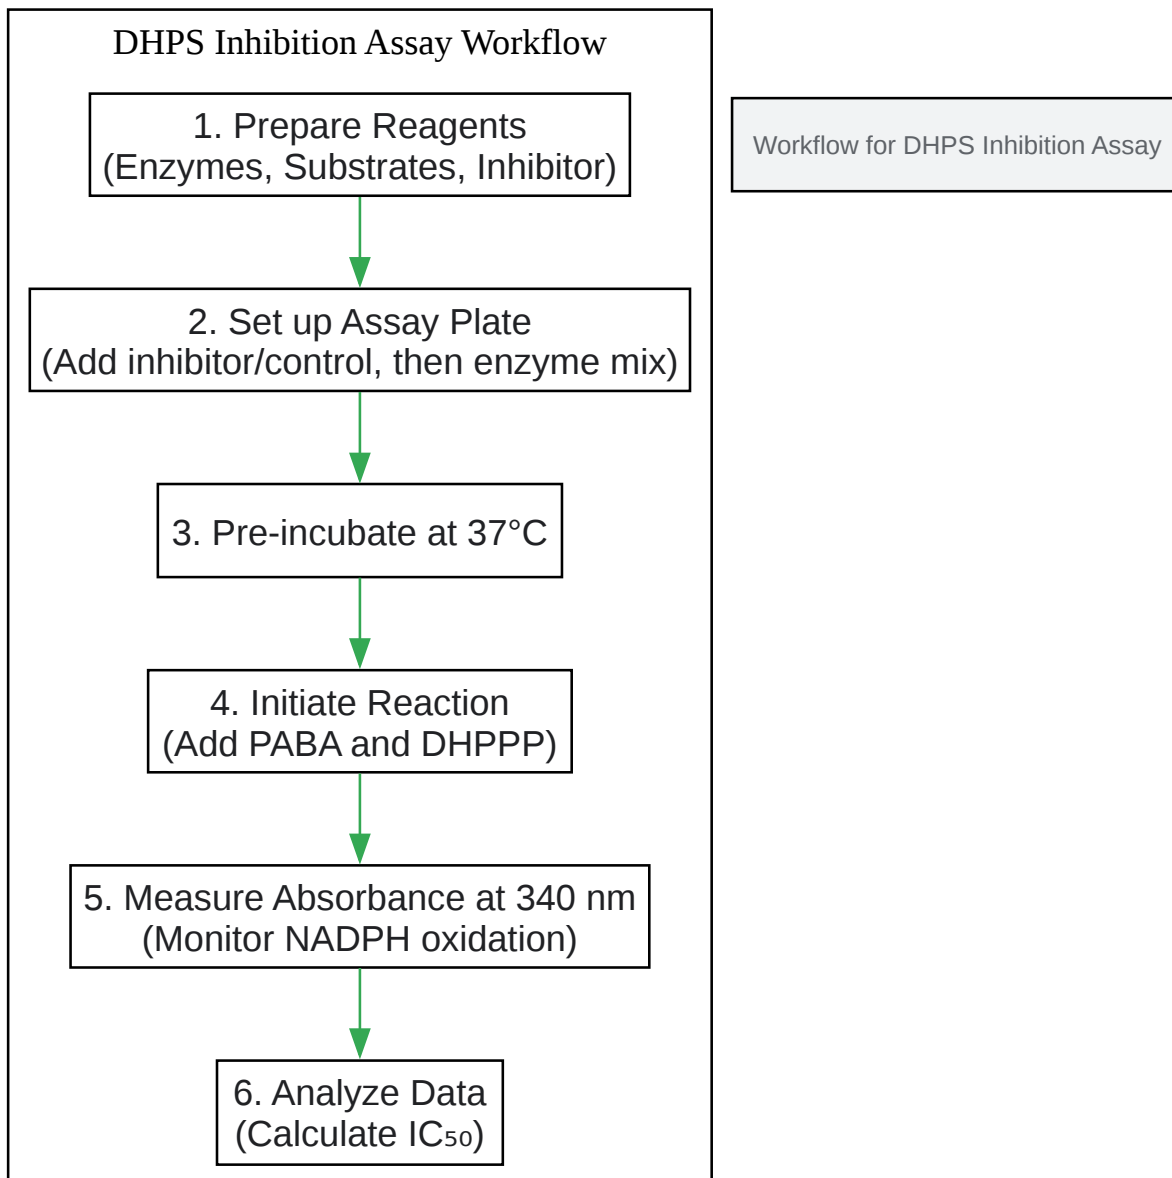 DHPS Inhibition Assay Workflow
1. Prepare Reagents
(Enzymes, Substrates, Inhibitor)
Workflow for DHPS Inhibition Assay
2. Set up Assay Plate
(Add inhibitor/control, then enzyme mix)
3. Pre-incubate at 37°C
4. Initiate Reaction
(Add PABA and DHPPP)
5. Measure Absorbance at 340 nm
(Monitor NADPH oxidation)
6. Analyze Data
(Calculate IC₅₀)